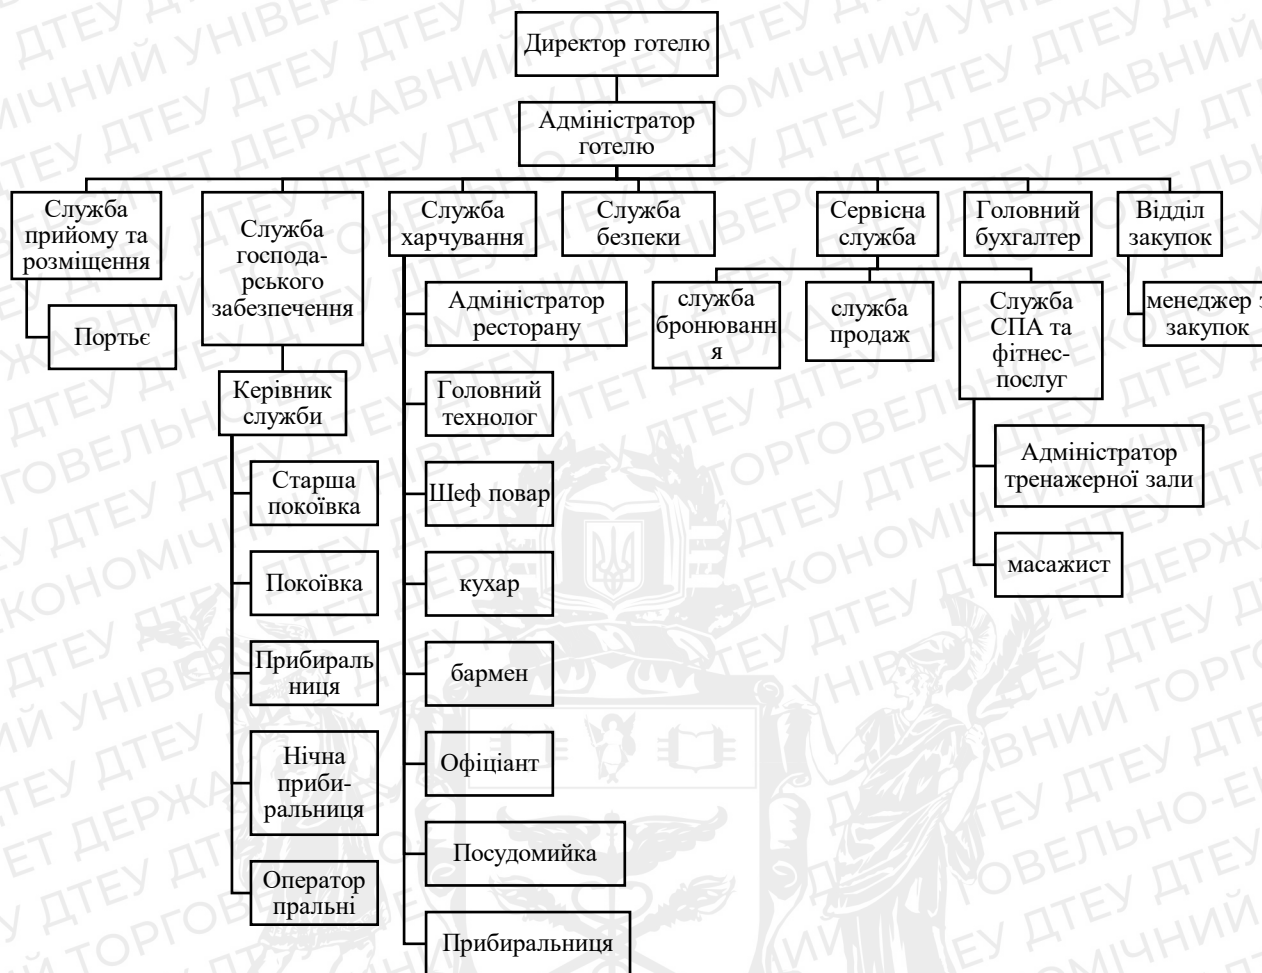 Директор готелю
Адміністратор
готелю
Служба
прийому та
розміщення
Портьє
Служба
господа-
рського
забезпечення
Керівник
служби
Старша
покоївка
Покоївка
Прибираль
ниця
Нічна
приби-
ральниця
Оператор
пральні
Служба
харчування
Адміністратор
ресторану
Головний
технолог
Шеф повар
кухар
бармен
Офіціант
Посудомийка
Прибиральниця
Служба
безпеки
Сервісна
служба
служба
бронюванн
я
служба
продаж
Служба
СПА та
фітнес-
послуг
Адміністратор
тренажерної зали
масажист
Головний
бухгалтер
Відділ
закупок
менеджер з
закупок